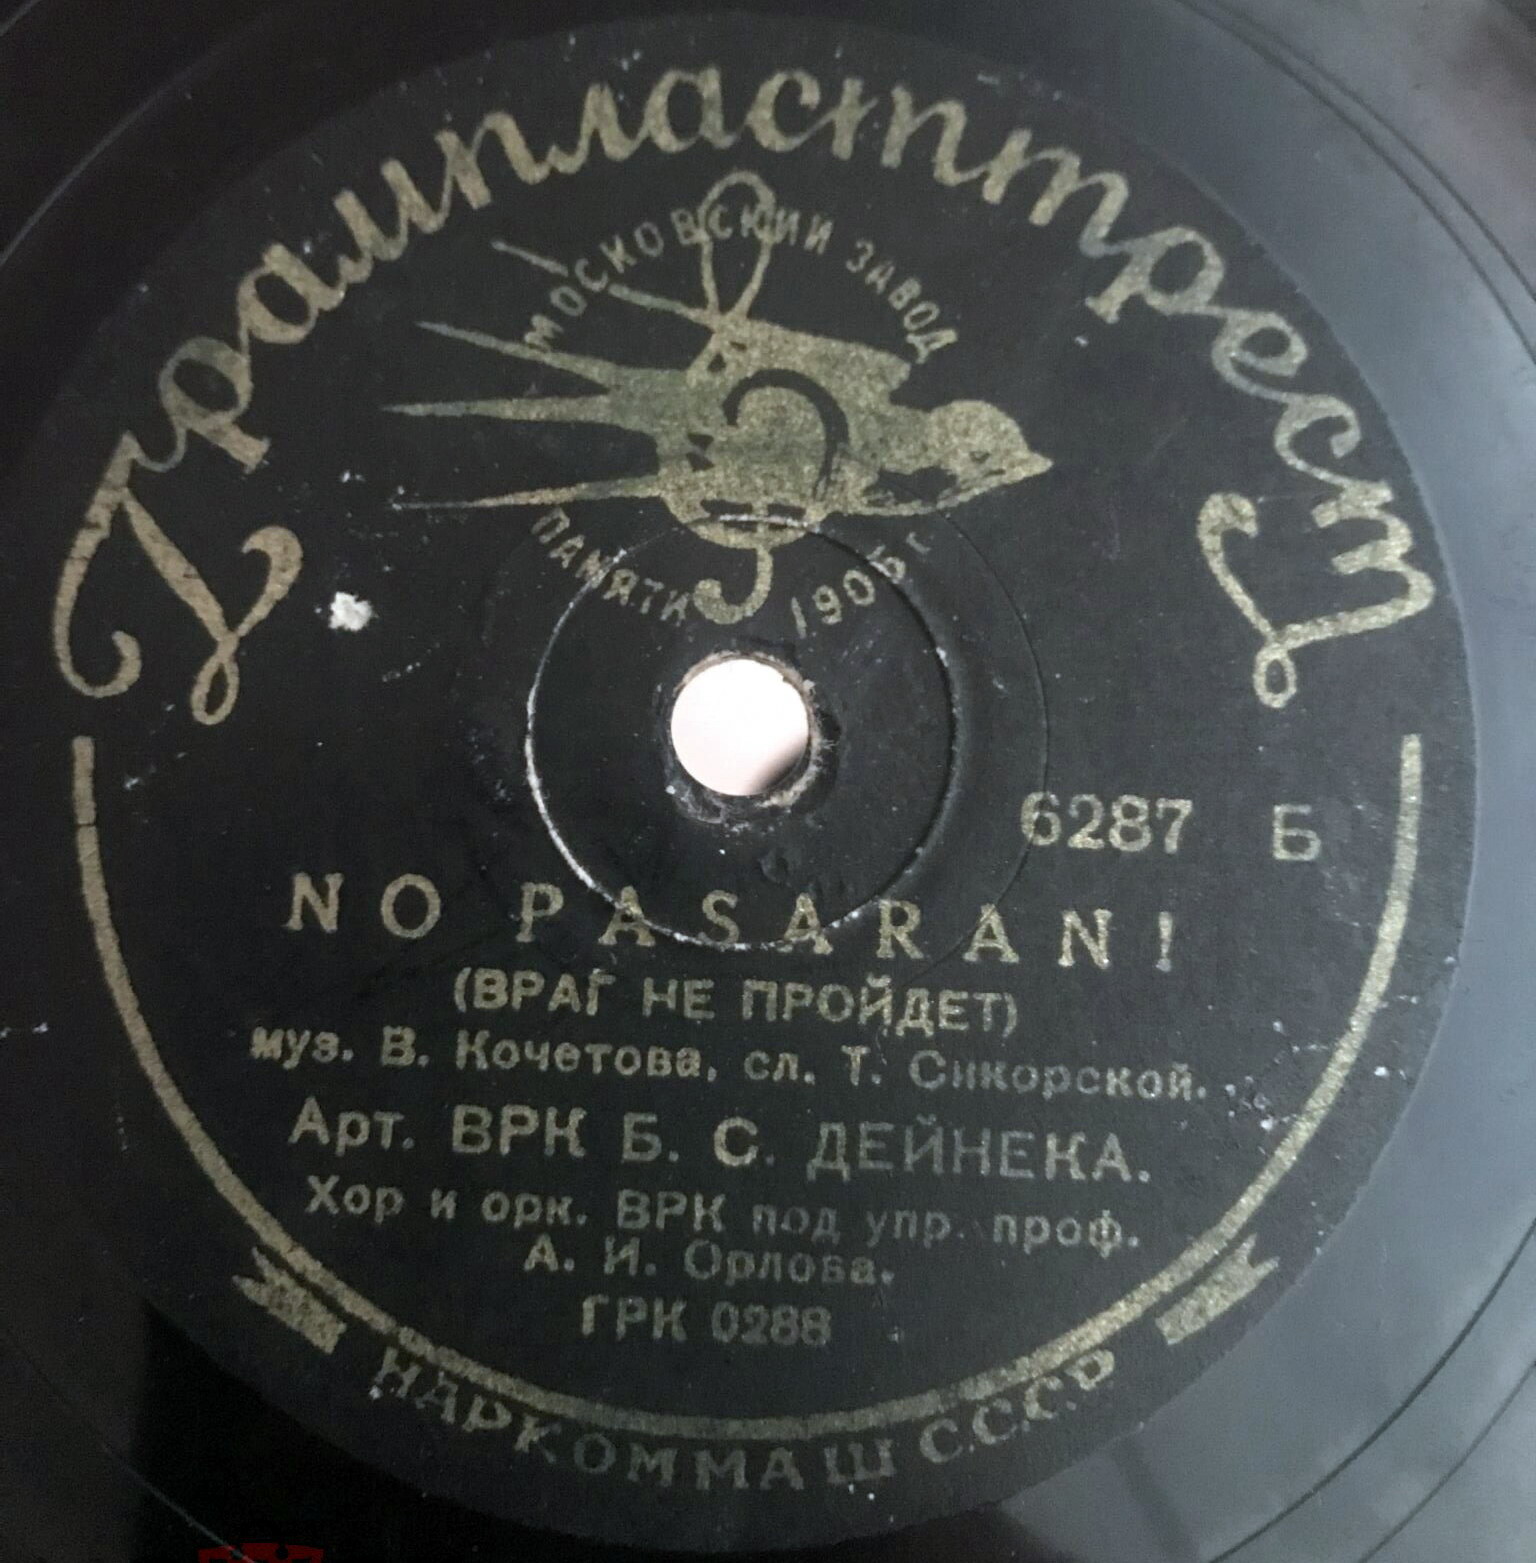 Грампласттрест
МОСКОВСКИЙ ЗАВОД
ПАМЯТИ 1905 г
6287 Б
NO PASARAN!
(ВРАГ НЕ ПРОЙДЕТ)
муз. В. Кочетова, сл. Т. Сикорской.
Арт. ВРК Б. С. ДЕЙНЕКА.
Хор и орк. ВРК под упр. проф.
А. И. Орлова.
ГРК 0288
НАРКОММАШ С.С.С.Р